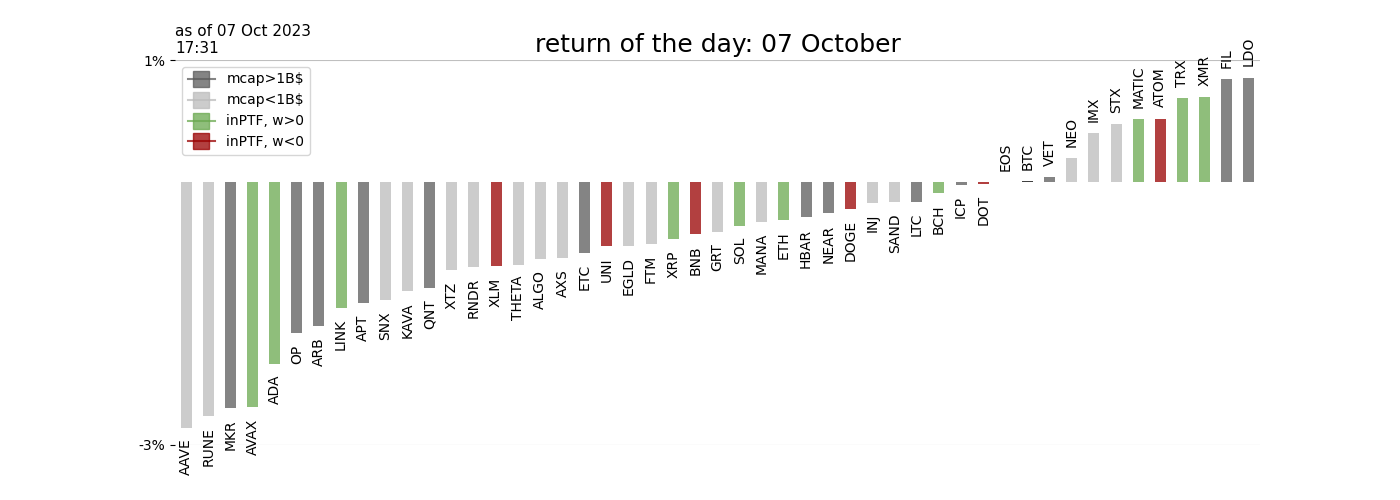 as of 07 Oct 2023
17:31
return of the day: 07 October
1%
mcap>1B$
mcap<1B$
inPTF, w>0
inPTF, w<0
-3%
AAVE
RUNE
MKR
AVAX
ADA
OP
ARB
LINK
APT
SNX
KAVA
QNT
XTZ
RNDR
XLM
THETA
ALGO
AXS
ETC
UNI
EGLD
FTM
XRP
BNB
GRT
SOL
MANA
ETH
HBAR
NEAR
DOGE
INJ
SAND
LTC
BCH
ICP
DOT
EOS
BTC
VET
NEO
IMX
STX
MATIC
ATOM
TRX
XMR
FIL
LDO